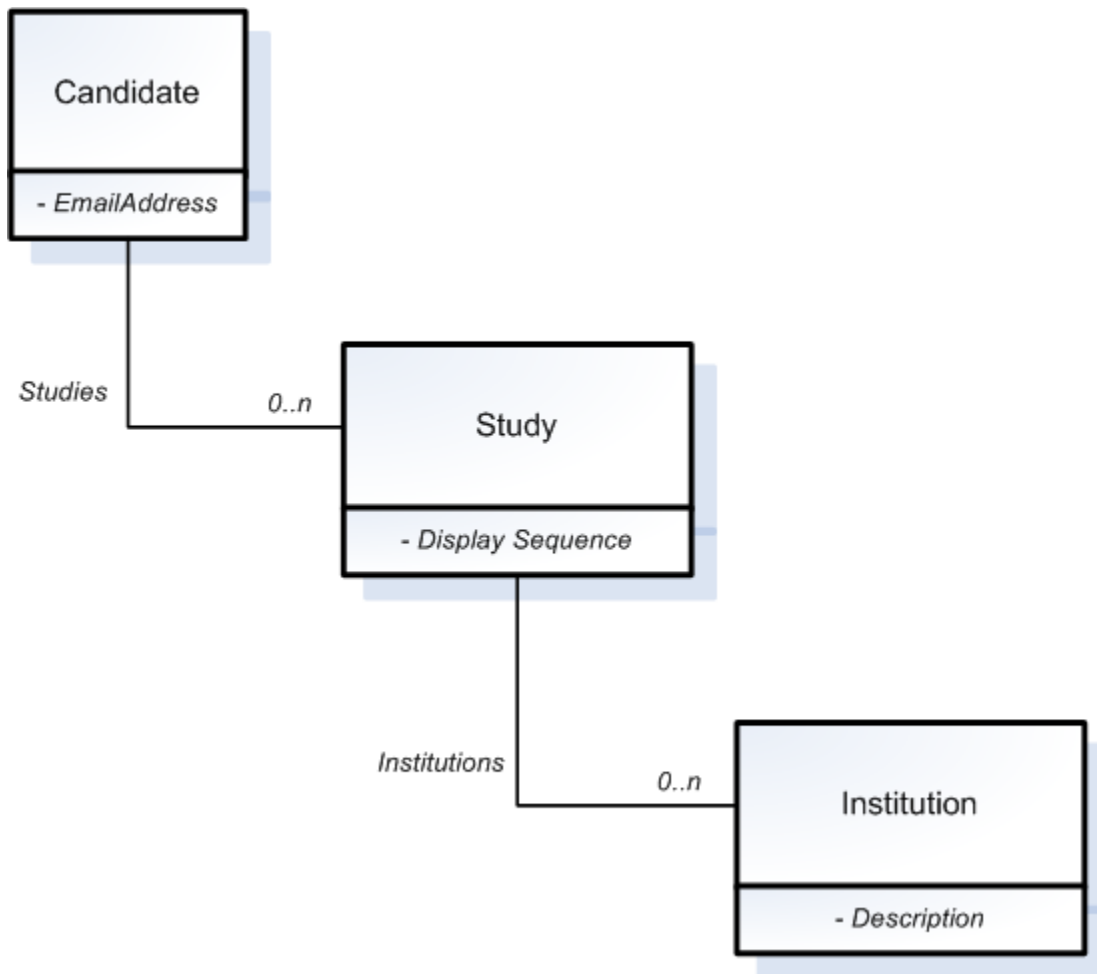 Candidate
- EmailAddress
Studies
0..n
Study
- Display Sequence
Institutions
0..n
Institution
- Description